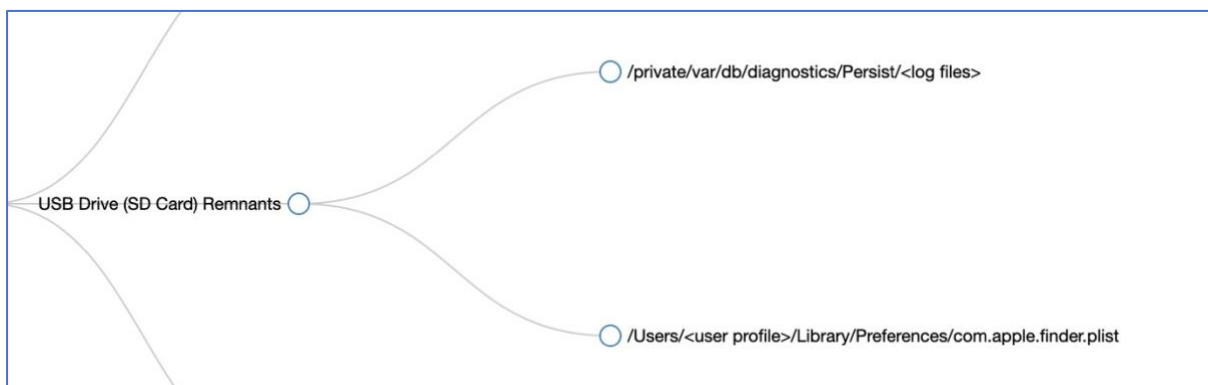 /private/var/db/diagnostics/Persist/<log files>
USB Drive (SD Card) Remnants
/Users/<user profile>/Library/Preferences/com.apple.finder.plist